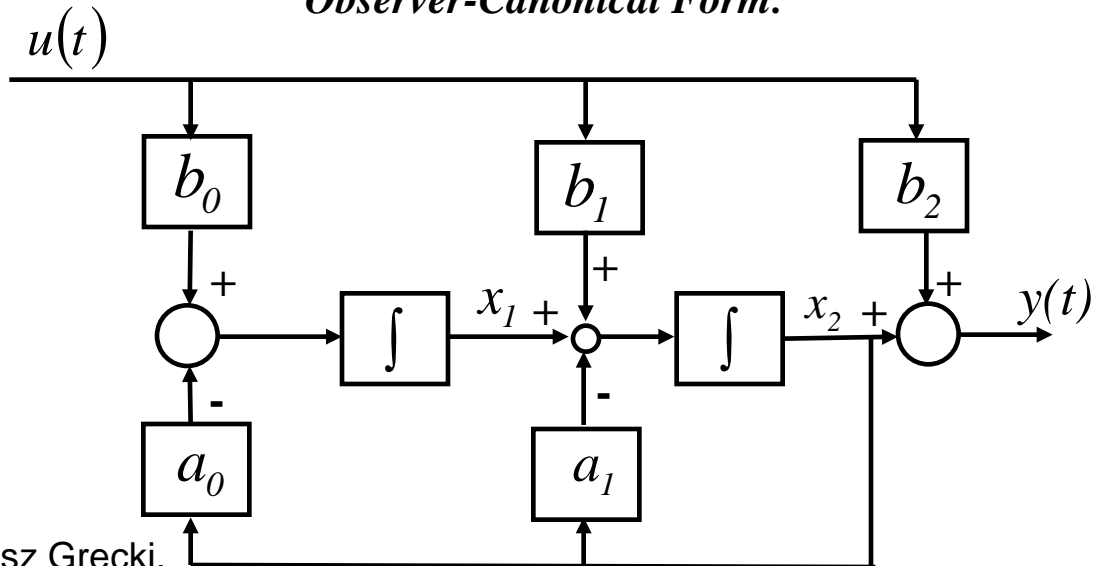 Observer-Canonical Form.
u(t)
b0 b1 b2
+ + +
∫ x1 + ∫ x2 + y(t)
- -
a0 a1
sz Grecki,